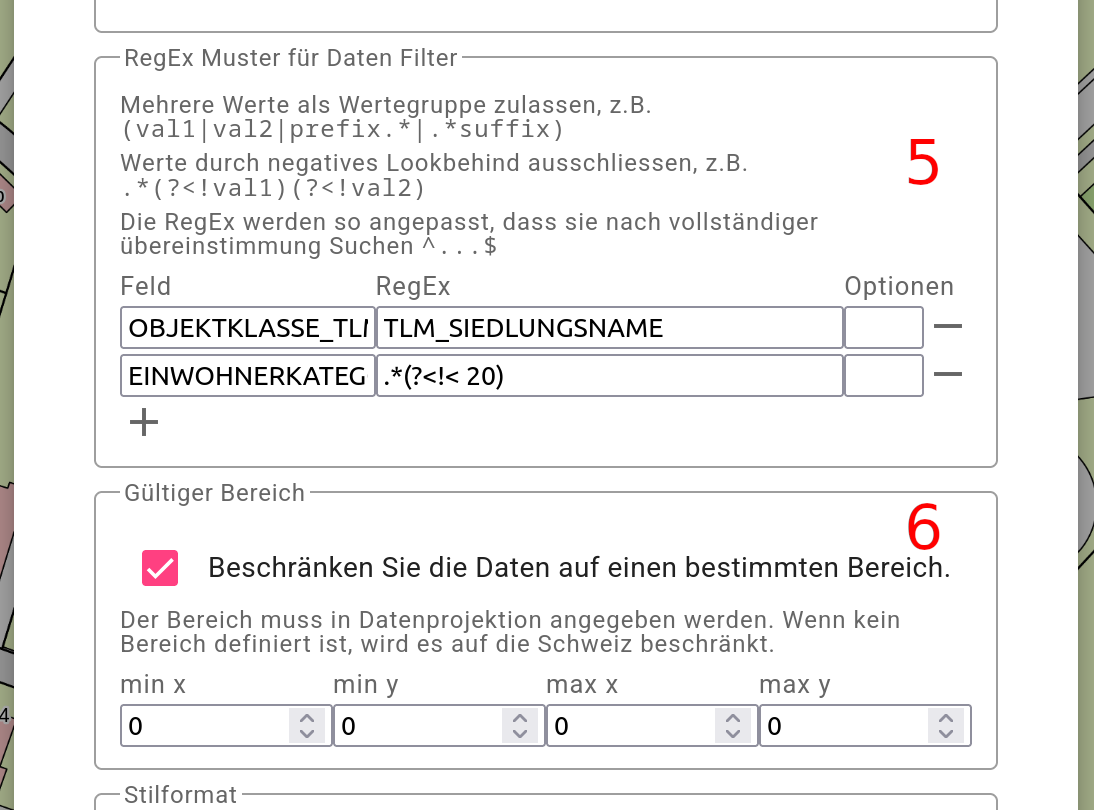 RegEx Muster für Daten Filter
Mehrere Werte als Wertegruppe zulassen, z.B.
(val1|val2|prefix.*|.*suffix)
Werte durch negatives Lookbehind ausschliessen, z.B.
.*(?<!val1)(?<!val2)
5
Die RegEx werden so angepasst, dass sie nach vollständiger
übereinstimmung Suchen ^...$
Feld RegEx Optionen
OBJEKTKLASSE_TLM TLM_SIEDLUNGSNAME
EINWOHNERKATEG .*(?<!< 20)
Gültiger Bereich
6
Beschränken Sie die Daten auf einen bestimmten Bereich.
Der Bereich muss in Datenprojektion angegeben werden. Wenn kein
Bereich definiert ist, wird es auf die Schweiz beschränkt.
min x min y max x max y
0 0 0 0
Stilformat